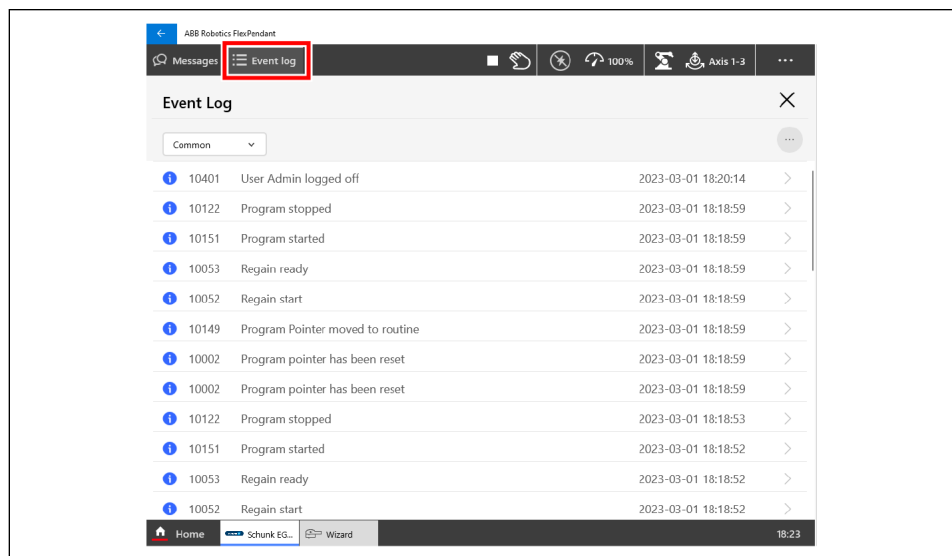 ABB Robotics FlexPendant
Messages Event log 100% Axis 1-3 ...
Event Log
Common ...
10401 User Admin logged off 2023-03-01 18:20:14
10122 Program stopped 2023-03-01 18:18:59
10151 Program started 2023-03-01 18:18:59
10053 Regain ready 2023-03-01 18:18:59
10052 Regain start 2023-03-01 18:18:59
10149 Program Pointer moved to routine 2023-03-01 18:18:59
10002 Program pointer has been reset 2023-03-01 18:18:59
10002 Program pointer has been reset 2023-03-01 18:18:59
10122 Program stopped 2023-03-01 18:18:53
10151 Program started 2023-03-01 18:18:52
10053 Regain ready 2023-03-01 18:18:52
10052 Regain start 2023-03-01 18:18:52
Home Schunk EG... Wizard 18:23